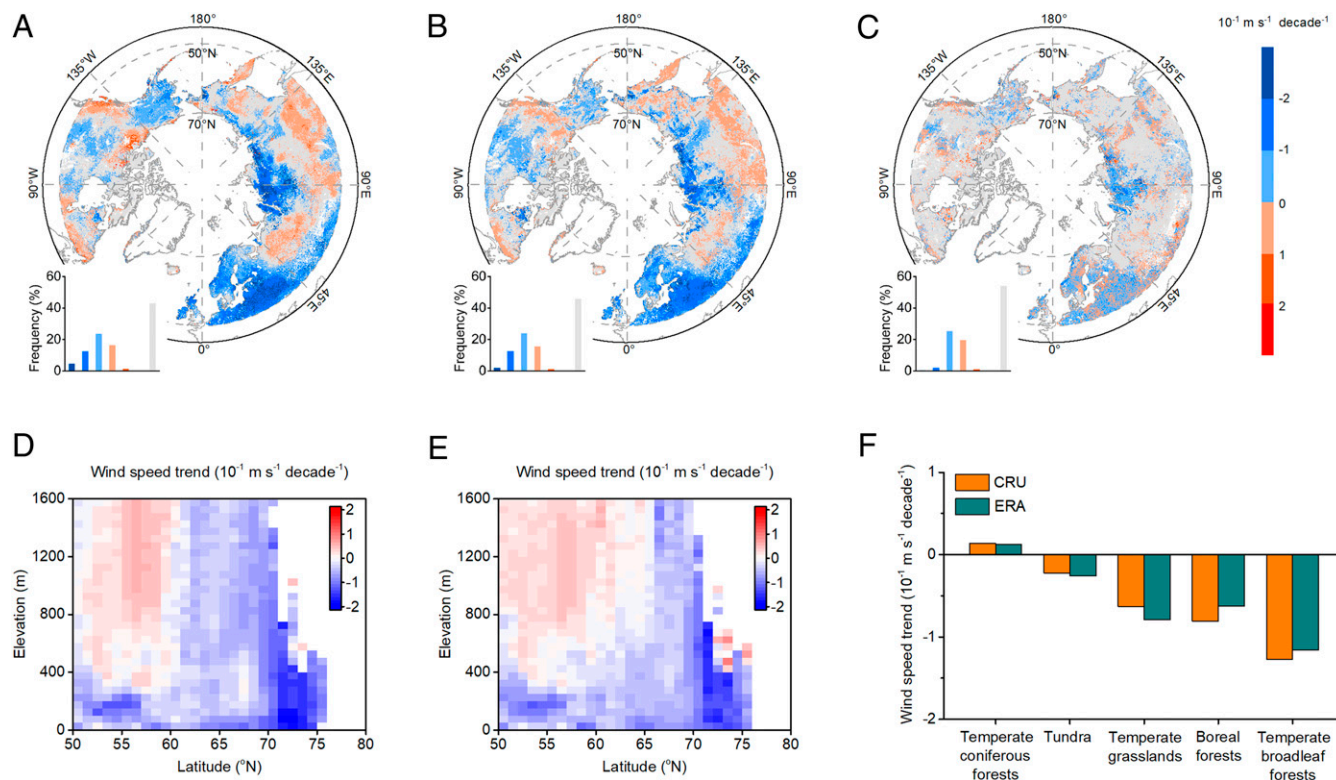 A
B
C
10⁻¹ m s⁻¹ decade⁻¹
180°
180°
180°
135°W
50°N
135°E
135°W
50°N
135°E
135°W
50°N
135°E
70°N
70°N
70°N
-2
-1
0
1
2
90°W
90°E
90°W
90°E
90°W
90°E
45°E
45°E
45°E
0°
0°
0°
Frequency (%)
60
40
20
0
Frequency (%)
60
40
20
0
Frequency (%)
60
40
20
0
D
Wind speed trend (10⁻¹ m s⁻¹ decade⁻¹)
Elevation (m)
1600
1200
800
400
0
2
1
0
-1
-2
50 55 60 65 70 75 80
Latitude (°N)
E
Wind speed trend (10⁻¹ m s⁻¹ decade⁻¹)
Elevation (m)
1600
1200
800
400
0
2
1
0
-1
-2
50 55 60 65 70 75 80
Latitude (°N)
F
Wind speed trend (10⁻¹ m s⁻¹ decade⁻¹)
1
0
-1
-2
CRU
ERA
Temperate
coniferous
forests
Tundra
Temperate
grasslands
Boreal
forests
Temperate
broadleaf
forests